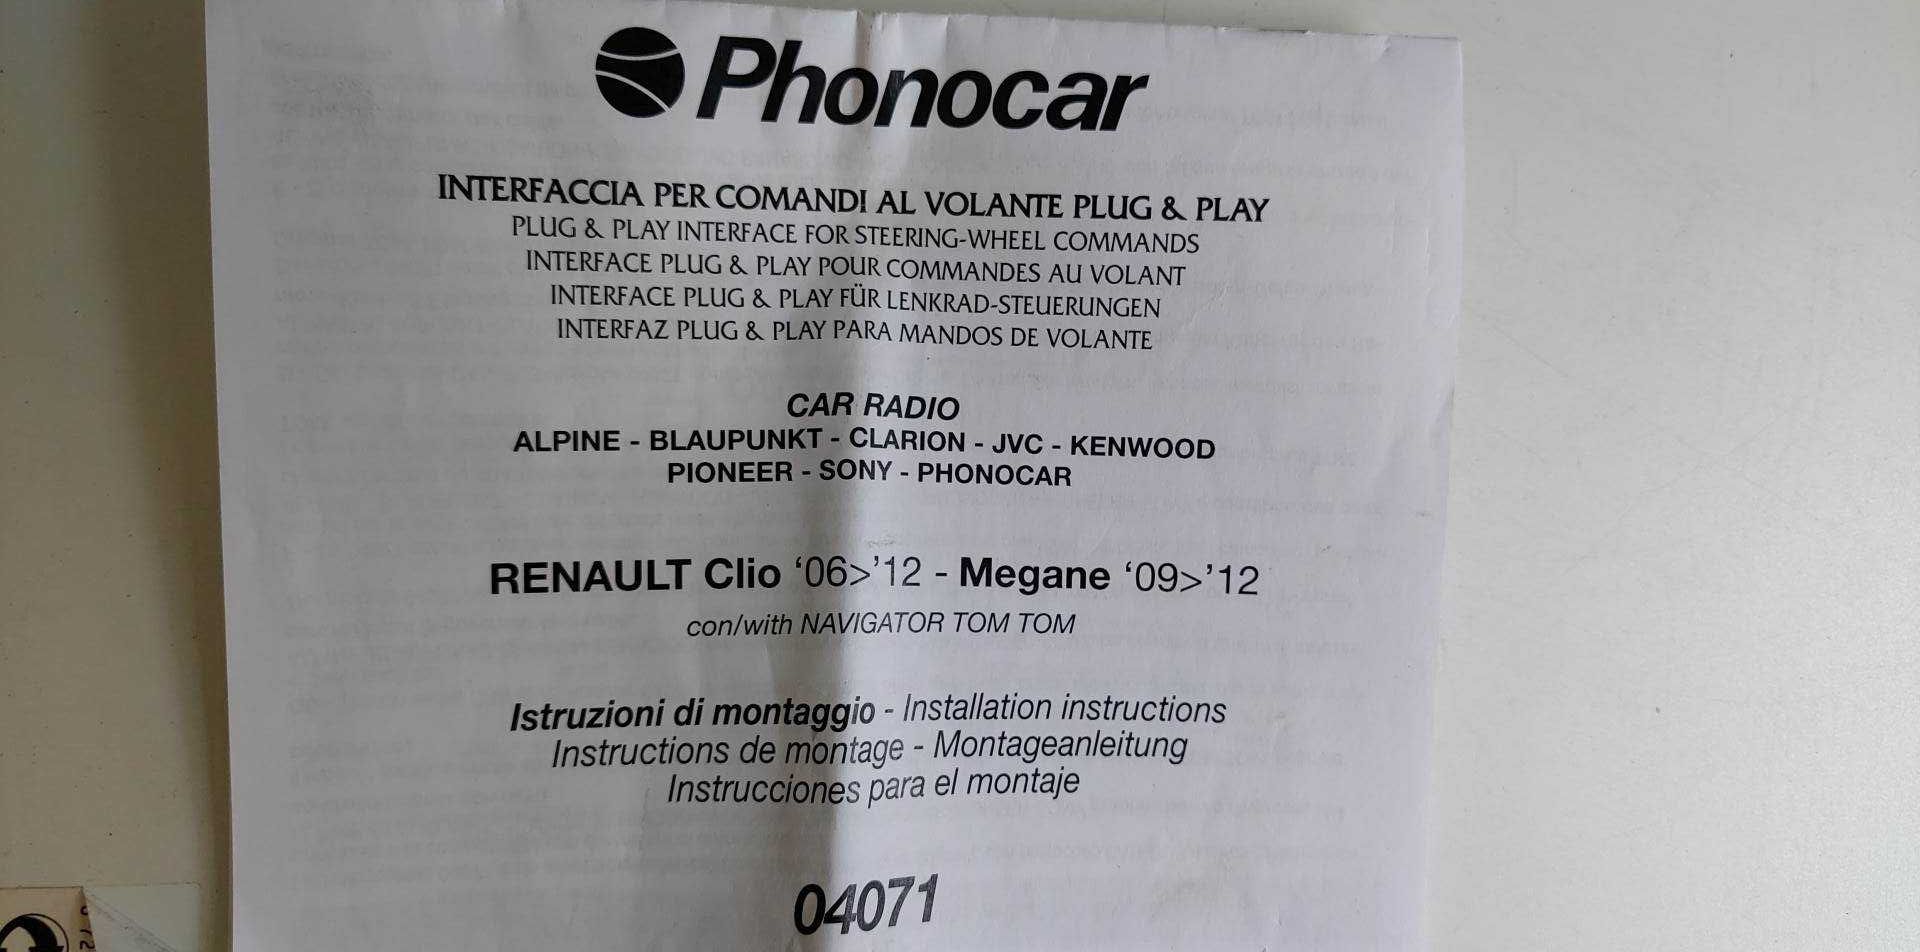 Phonocar
INTERFACCIA PER COMANDI AL VOLANTE PLUG & PLAY
PLUG & PLAY INTERFACE FOR STEERING-WHEEL COMMANDS
INTERFACE PLUG & PLAY POUR COMMANDES AU VOLANT
INTERFACE PLUG & PLAY FÜR LENKRAD-STEUERUNGEN
INTERFAZ PLUG & PLAY PARA MANDOS DE VOLANTE
CAR RADIO
ALPINE - BLAUPUNKT - CLARION - JVC - KENWOOD
PIONEER - SONY - PHONOCAR
RENAULT Clio ‘06>’12 - Megane ‘09>’12
con/with NAVIGATOR TOM TOM
Istruzioni di montaggio - Installation instructions
Instructions de montage - Montageanleitung
Instrucciones para el montaje
04071